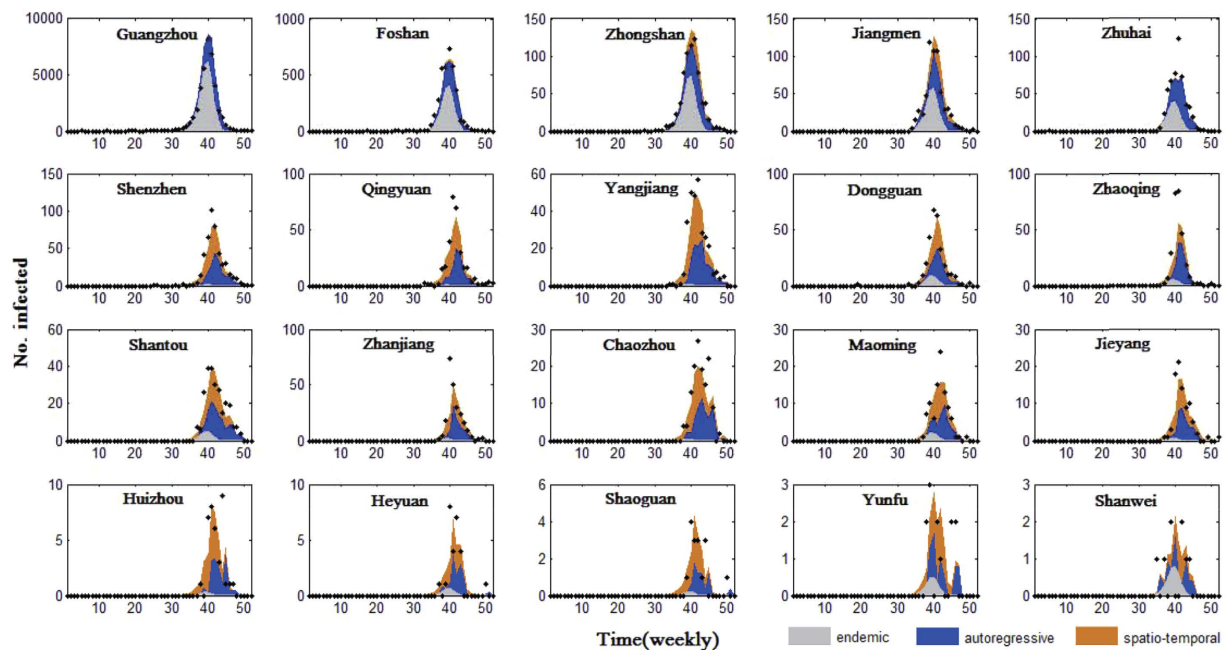 Guangzhou
Foshan
Zhongshan
Jiangmen
Zhuhai
10000 5000 0
1000 500 0
150 100 50 0
150 100 50 0
150 100 50 0
10 20 30 40 50
10 20 30 40 50
10 20 30 40 50
10 20 30 40 50
10 20 30 40 50
Shenzhen
Qingyuan
Yangjiang
Dongguan
Zhaoqing
150 100 50 0
100 50 0
60 40 20 0
100 50 0
100 50 0
10 20 30 40 50
10 20 30 40 50
10 20 30 40 50
10 20 30 40 50
10 20 30 40 50
No. infected
Shantou
Zhanjiang
Chaozhou
Maoming
Jieyang
60 40 20 0
100 50 0
30 20 10 0
30 20 10 0
30 20 10 0
10 20 30 40 50
10 20 30 40 50
10 20 30 40 50
10 20 30 40 50
10 20 30 40 50
Huizhou
Heyuan
Shaoguan
Yunfu
Shanwei
10 5 0
10 5 0
6 4 2 0
3 2 1 0
3 2 1 0
10 20 30 40 50
10 20 30 40 50
10 20 30 40 50
10 20 30 40 50
10 20 30 40 50
Time(weekly)
endemic
autoregressive
spatio-temporal